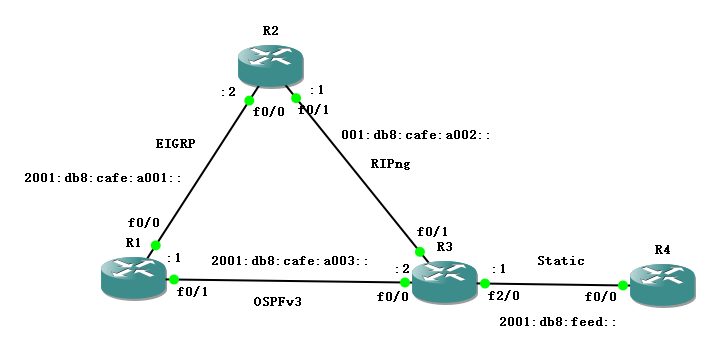 R2
:2
:1
f0/0
f0/1
EIGRP
001:db8:cafe:a002::
RIPng
2001:db8:cafe:a001::
f0/0
f0/1
R1
R3
:1
2001:db8:cafe:a003::
:2
:1
Static
R4
f0/1
OSPFv3
f0/0
f2/0
f0/0
2001:db8:feed::